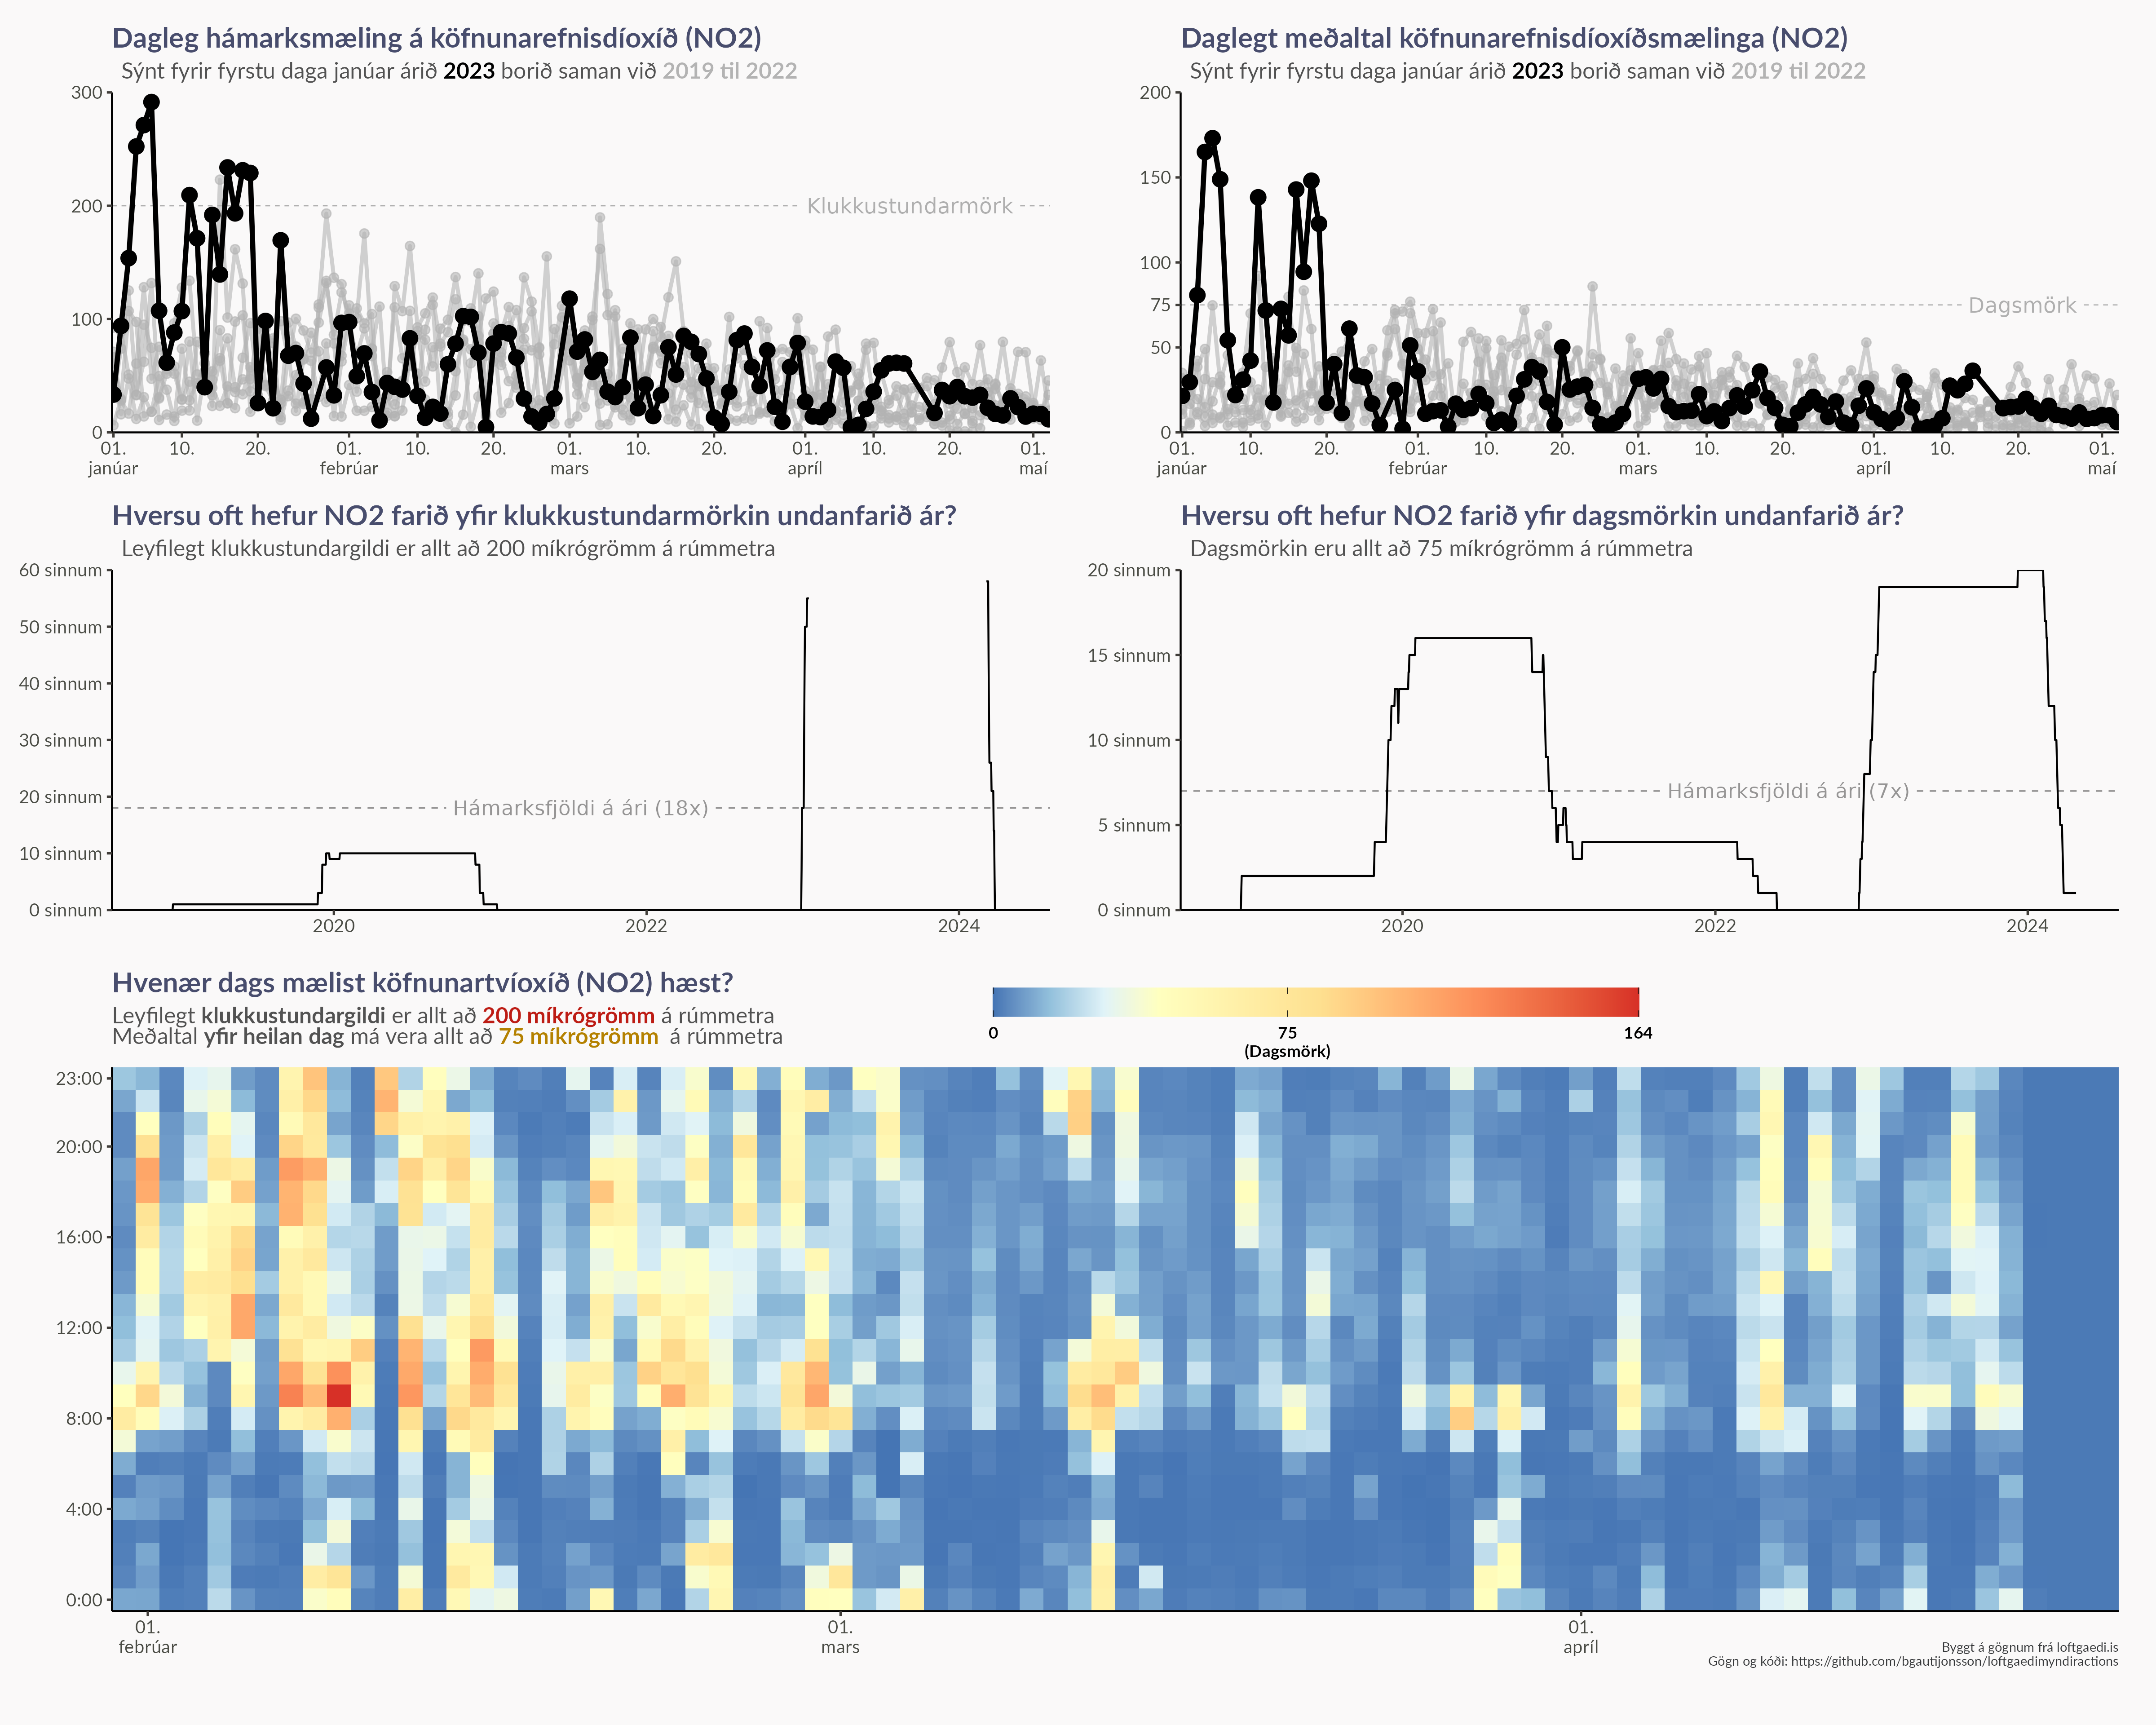 Dagleg hámarksmæling á köfnunarefnisdíoxíð (NO2)
Sýnt fyrir fyrstu daga janúar árið 2023 borið saman við 2019 til 2022
300
200
100
0
Klukkustundarmörk
01. 10. 20. 01. 10. 20. 01. 10. 20. 01. 10. 20. 01.
janúar febrúar mars apríl maí
Daglegt meðaltal köfnunarefnisdíoxíðsmælinga (NO2)
Sýnt fyrir fyrstu daga janúar árið 2023 borið saman við 2019 til 2022
200
150
100
75
50
0
Dagsmörk
01. 10. 20. 01. 10. 20. 01. 10. 20. 01. 10. 20. 01.
janúar febrúar mars apríl maí
Hversu oft hefur NO2 farið yfir klukkustundarmörkin undanfarið ár?
Leyfilegt klukkustundargildi er allt að 200 míkrógrömm á rúmmetra
60 sinnum
50 sinnum
40 sinnum
30 sinnum
20 sinnum
10 sinnum
0 sinnum
Hámarksfjöldi á ári (18x)
2020 2022 2024
Hversu oft hefur NO2 farið yfir dagsmörkin undanfarið ár?
Dagsmörkin eru allt að 75 míkrógrömm á rúmmetra
20 sinnum
15 sinnum
10 sinnum
5 sinnum
0 sinnum
Hámarksfjöldi á ári (7x)
2020 2022 2024
Hvenær dags mælist köfnunartvíoxíð (NO2) hæst?
Leyfilegt klukkustundargildi er allt að 200 míkrógrömm á rúmmetra
Meðaltal yfir heilan dag má vera allt að 75 míkrógrömm á rúmmetra
0 75 164
(Dagsmörk)
23:00
20:00
16:00
12:00
8:00
4:00
0:00
01. 01. 01.
febrúar mars apríl
Byggt á gögnum frá loftgaedi.is
Gögn og kóði: https://github.com/bgautijonsson/loftgaedimyndiractions